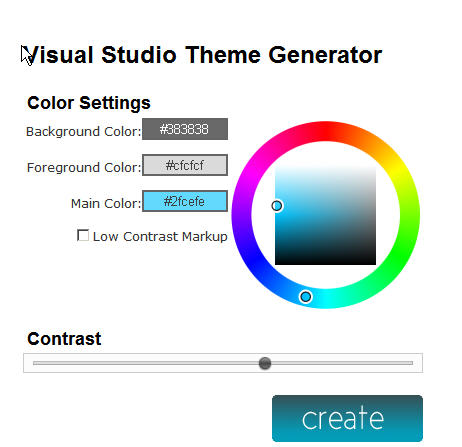 Visual Studio Theme Generator
Color Settings
Background Color: #383838
Foreground Color: #cfcfcf
Main Color: #2fcefe
Low Contrast Markup
Contrast
create